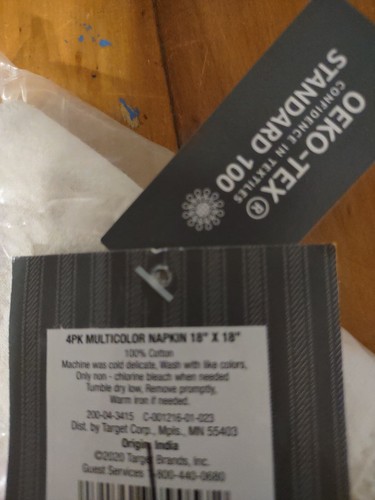 OEKO-TEX®
CONFIDENCE IN TEXTILES
STANDARD 100
4PK MULTICOLOR NAPKIN 18" X 18"
100% Cotton
Machine was cold delicate, Wash with like colors,
Only non - chlorine bleach when needed
Tumble dry low, Remove promptly,
Warm iron if needed.
200-04-3415 C-001216-01-023
Dist. by Target Corp., Mpls., MN 55403
Origin India
©2020 Target Brands, Inc.
Guest Services 1-800-440-0680